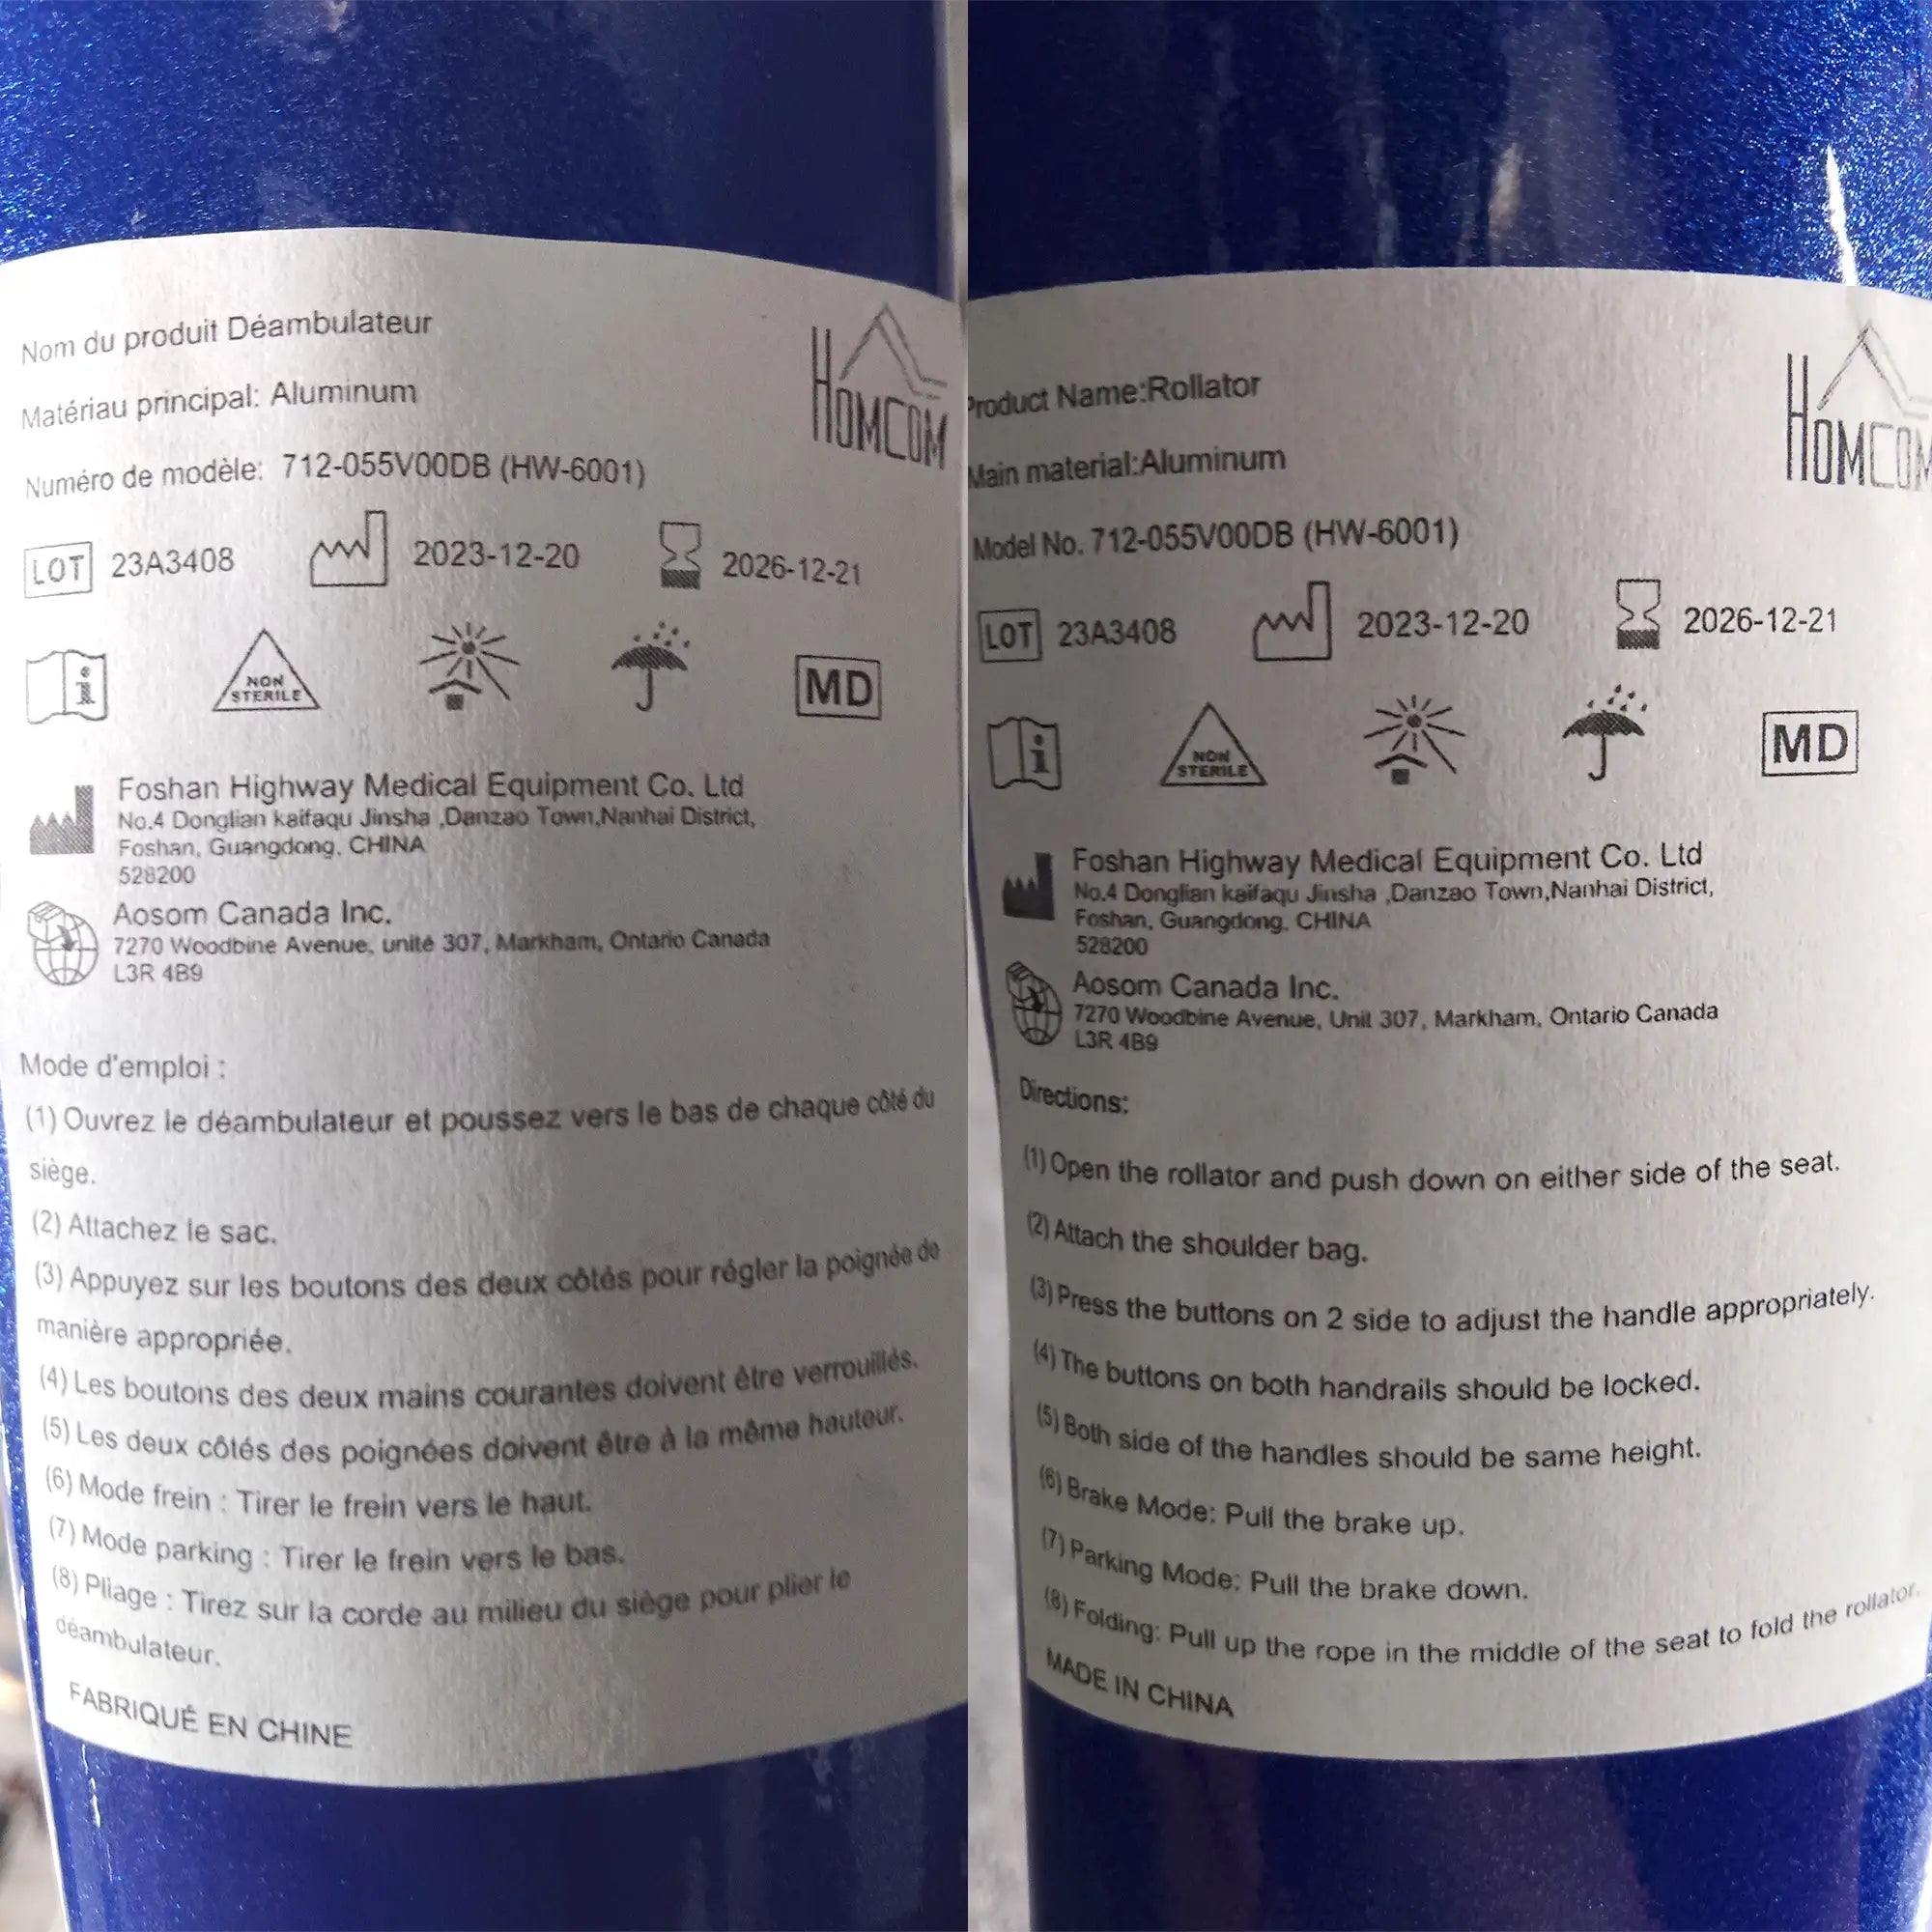 Nom du produit Déambulateur
HOMCOM
Matériau principal: Aluminum
Numéro de modèle: 712-055V00DB (HW-6001)
LOT 23A3408 2023-12-20 2026-12-21
i NON STERILE MD
Foshan Highway Medical Equipment Co. Ltd
No.4 Donglian kaifaqu Jinsha ,Danzao Town,Nanhai District,
Foshan, Guangdong, CHINA
528200
Aosom Canada Inc.
7270 Woodbine Avenue, unité 307, Markham, Ontario Canada
L3R 4B9
Mode d'emploi :
(1) Ouvrez le déambulateur et poussez vers le bas de chaque côté du
siège.
(2) Attachez le sac.
(3) Appuyez sur les boutons des deux côtés pour régler la poignée de
manière appropriée.
(4) Les boutons des deux mains courantes doivent être verrouillés.
(5) Les deux côtés des poignées doivent être à la même hauteur.
(6) Mode frein : Tirer le frein vers le haut.
(7) Mode parking : Tirer le frein vers le bas.
(8) Pliage : Tirez sur la corde au milieu du siège pour plier le
déambulateur.
FABRIQUÉ EN CHINE
Product Name:Rollator
HOMCOM
Main material:Aluminum
Model No. 712-055V00DB (HW-6001)
LOT 23A3408 2023-12-20 2026-12-21
i NON STERILE MD
Foshan Highway Medical Equipment Co. Ltd
No.4 Donglian kaifaqu Jinsha ,Danzao Town,Nanhai District,
Foshan, Guangdong, CHINA
528200
Aosom Canada Inc.
7270 Woodbine Avenue, Unit 307, Markham, Ontario Canada
L3R 4B9
Directions:
(1) Open the rollator and push down on either side of the seat.
(2) Attach the shoulder bag.
(3) Press the buttons on 2 side to adjust the handle appropriately.
(4) The buttons on both handrails should be locked.
(5) Both side of the handles should be same height.
(6) Brake Mode: Pull the brake up.
(7) Parking Mode: Pull the brake down.
(8) Folding: Pull up the rope in the middle of the seat to fold the rollator.
MADE IN CHINA